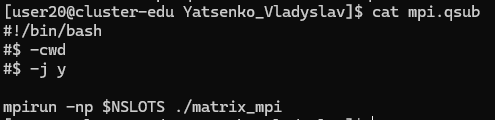 [user20@cluster-edu Yatsenko_Vladyslav]$ cat mpi.qsub
#!/bin/bash
#$ -cwd
#$ -j y
mpirun -np $NSLOTS ./matrix_mpi